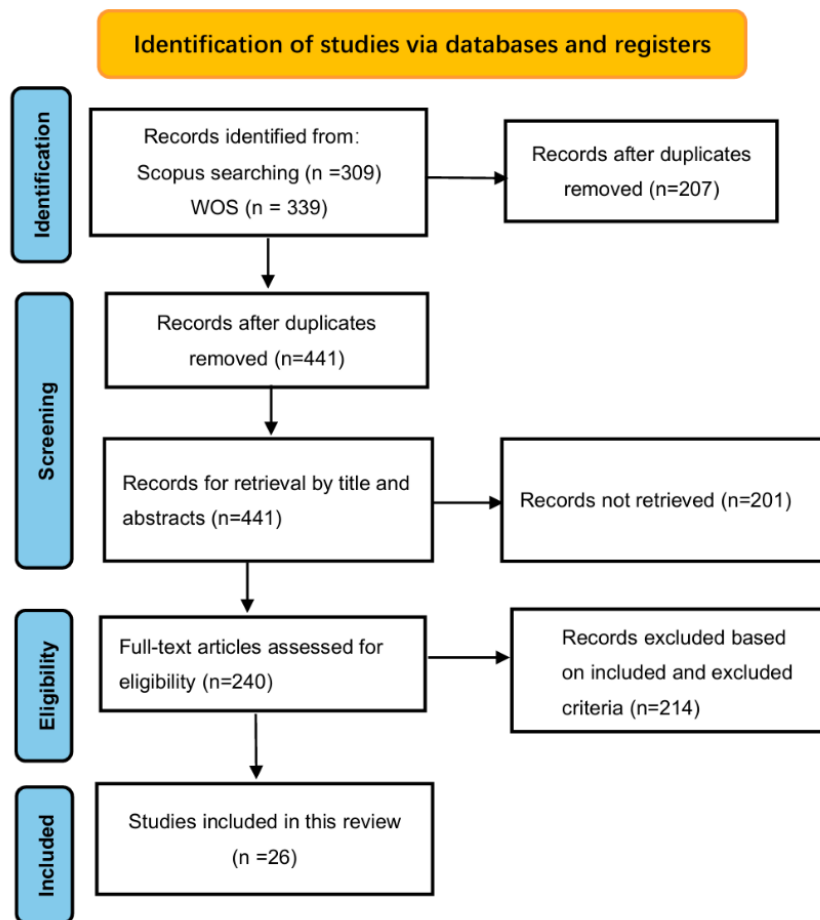 Identification of studies via databases and registers
Identification
Records identified from:
Scopus searching (n =309)
WOS (n = 339)
Records after duplicates
removed (n=207)
Screening
Records after duplicates
removed (n=441)
Records for retrieval by title and
abstracts (n=441)
Records not retrieved (n=201)
Eligibility
Full-text articles assessed for
eligibility (n=240)
Records excluded based
on included and excluded
criteria (n=214)
Included
Studies included in this review
(n =26)